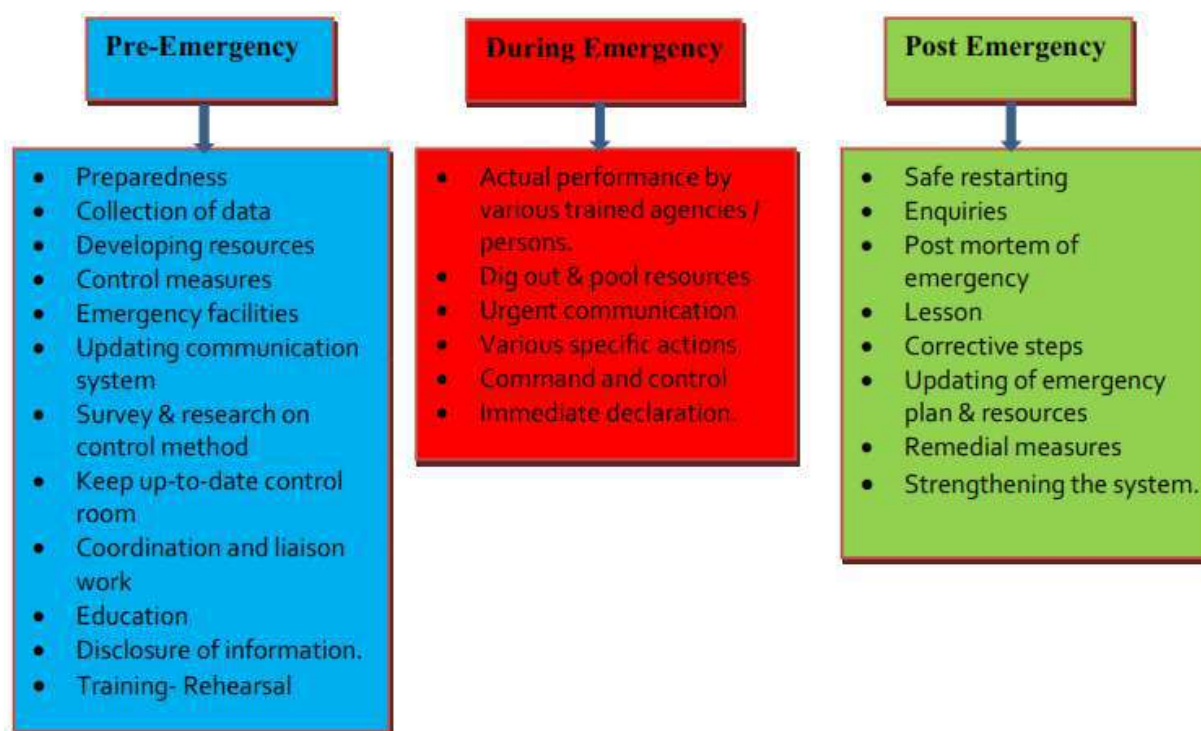 Pre-Emergency
• Preparedness
• Collection of data
• Developing resources
• Control measures
• Emergency facilities
• Updating communication
system
• Survey & research on
control method
• Keep up-to-date control
room
• Coordination and liaison
work
• Education
• Disclosure of information.
• Training- Rehearsal
During Emergency
• Actual performance by
various trained agencies /
persons.
• Dig out & pool resources
• Urgent communication
• Various specific actions
• Command and control
• Immediate declaration.
Post Emergency
• Safe restarting
• Enquiries
• Post mortem of
emergency
• Lesson
• Corrective steps
• Updating of emergency
plan & resources
• Remedial measures
• Strengthening the system.